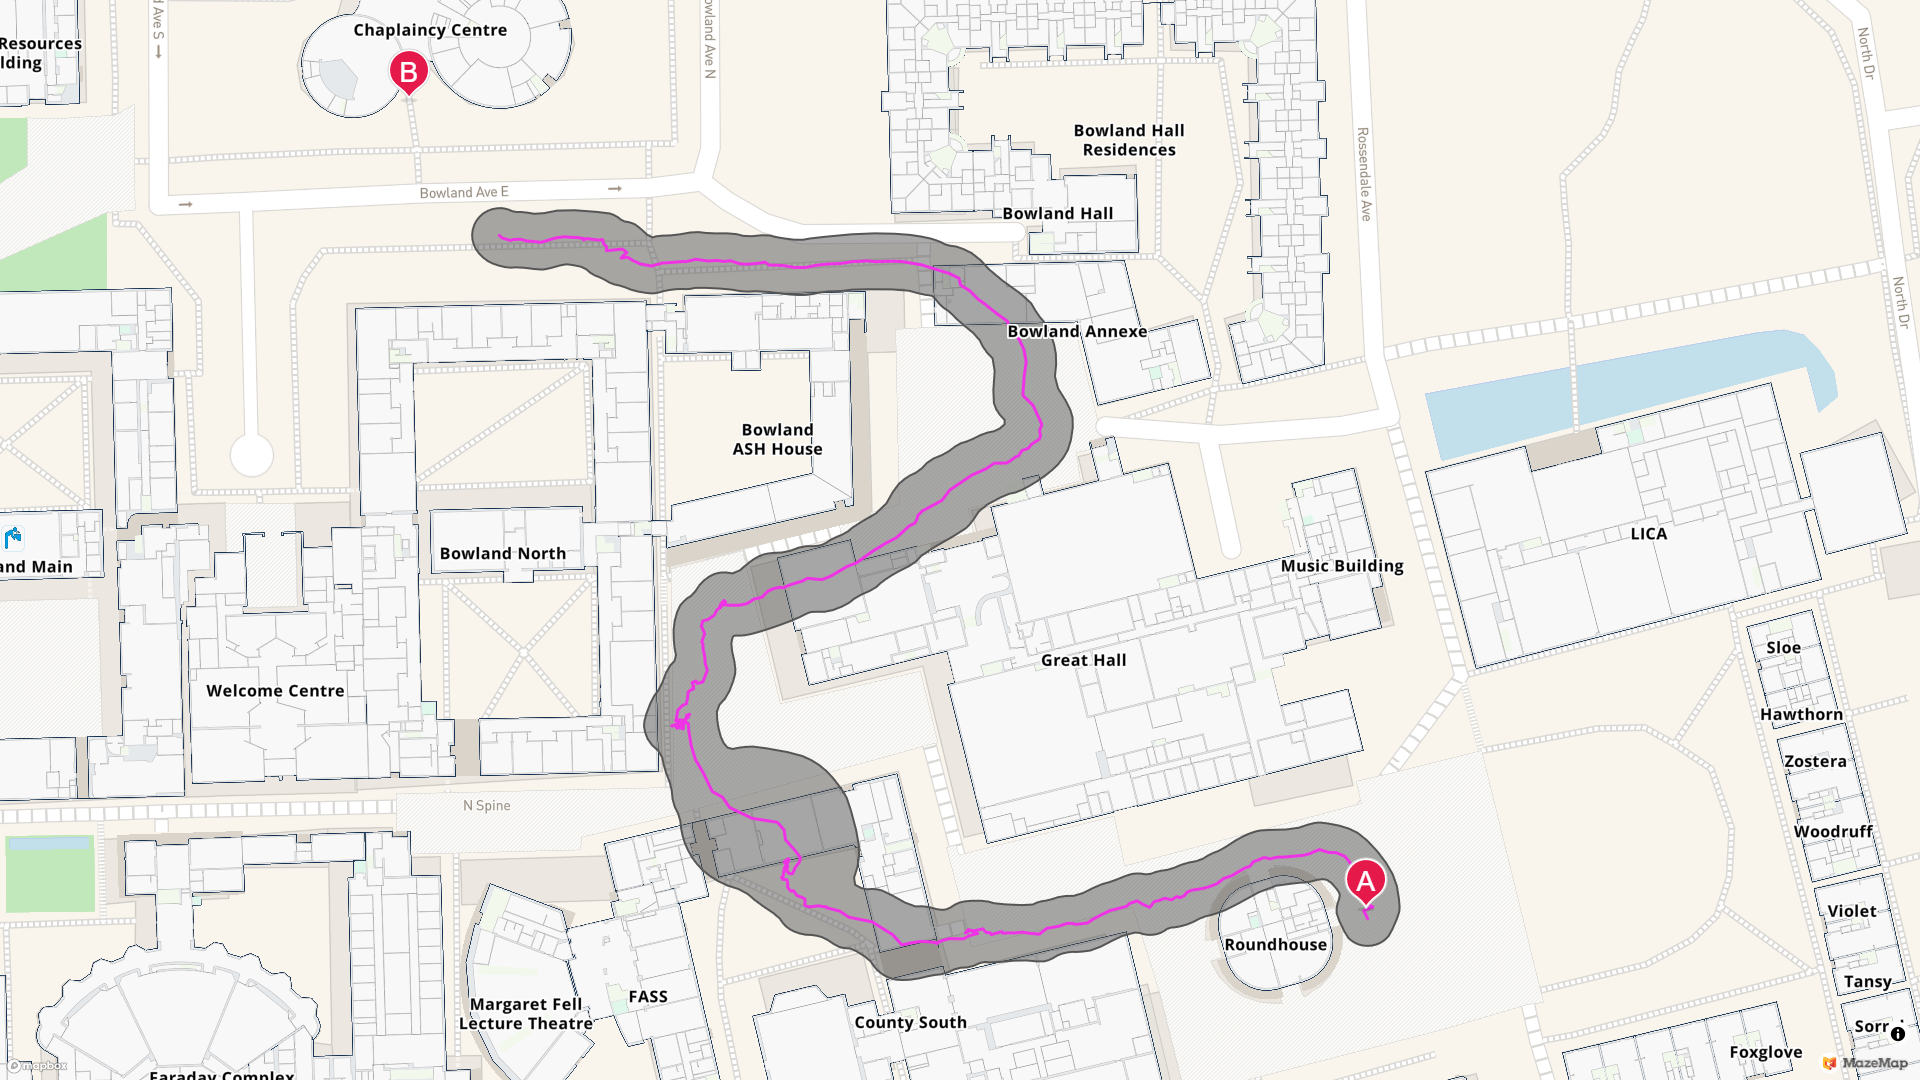 Chaplaincy Centre
B
d Ave S
owland Ave N
Resources
lding
North Dr
Bowland Hall
Residences
Rossendale Ave
Bowland Ave E
Bowland Hall
North Dr
Bowland Annexe
Bowland
ASH House
LICA
Bowland North
and Main
Music Building
Sloe
Great Hall
Welcome Centre
Hawthorn
Zostera
N Spine
Woodruff
A
Violet
Roundhouse
Tansy
FASS
Margaret Fell
Lecture Theatre
County South
Sorr
i
Foxglove
mapbox
MazeMap
Faraday Complex